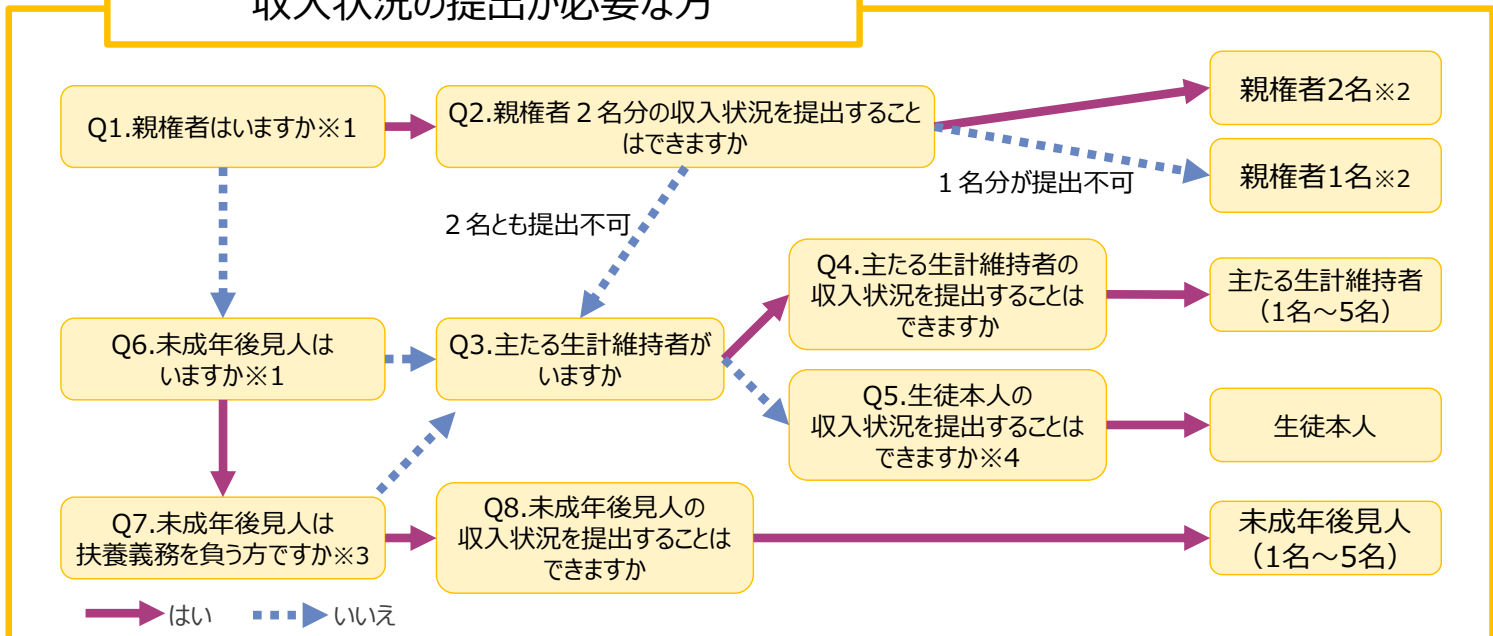 収入状況の提出が必要な方
Q1.親権者はいますか※1
Q2.親権者２名分の収入状況を提出すること
はできますか
親権者2名※2
親権者1名※2
１名分が提出不可
２名とも提出不可
Q6.未成年後見人は
いますか※1
Q3.主たる生計維持者が
いますか
Q4.主たる生計維持者の
収入状況を提出することは
できますか
主たる生計維持者
（1名～5名）
Q5.生徒本人の
収入状況を提出することは
できますか※4
生徒本人
Q7.未成年後見人は
扶養義務を負う方ですか※3
Q8.未成年後見人の
収入状況を提出することは
できますか
未成年後見人
（1名～5名）
はい
いいえ